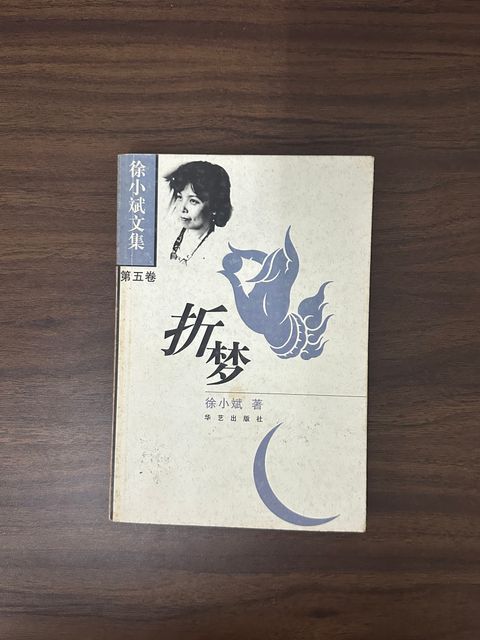 徐小斌文集
第五卷
折梦
徐小斌 著
华艺出版社